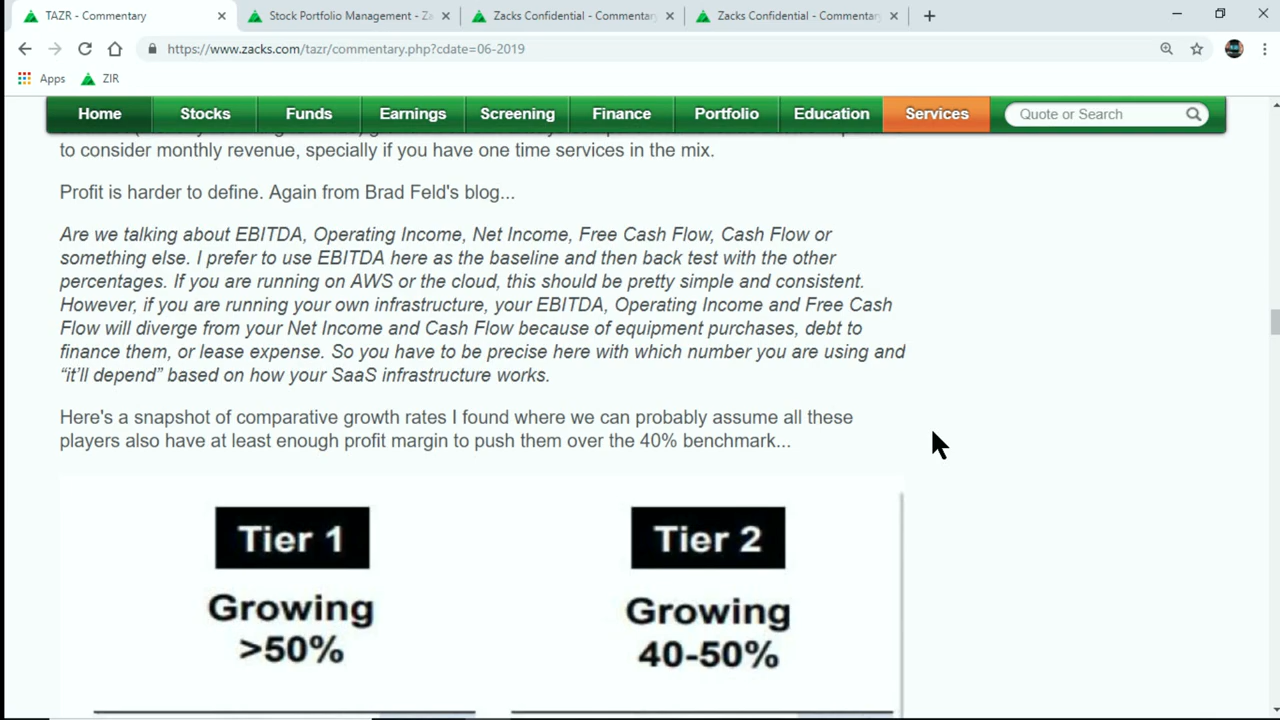 TAZR - Commentary
Stock Portfolio Management - Za
Zacks Confidential - Commentary
Zacks Confidential - Commentary
https://www.zacks.com/tazr/commentary.php?cdate=06-2019
Apps
ZIR
Home Stocks Funds Earnings Screening Finance Portfolio Education Services Quote or Search
to consider monthly revenue, specially if you have one time services in the mix.
Profit is harder to define. Again from Brad Feld's blog...
Are we talking about EBITDA, Operating Income, Net Income, Free Cash Flow, Cash Flow or
something else. I prefer to use EBITDA here as the baseline and then back test with the other
percentages. If you are running on AWS or the cloud, this should be pretty simple and consistent.
However, if you are running your own infrastructure, your EBITDA, Operating Income and Free Cash
Flow will diverge from your Net Income and Cash Flow because of equipment purchases, debt to
finance them, or lease expense. So you have to be precise here with which number you are using and
“it’ll depend” based on how your SaaS infrastructure works.
Here's a snapshot of comparative growth rates I found where we can probably assume all these
players also have at least enough profit margin to push them over the 40% benchmark...
Tier 1
Growing
>50%
Tier 2
Growing
40-50%